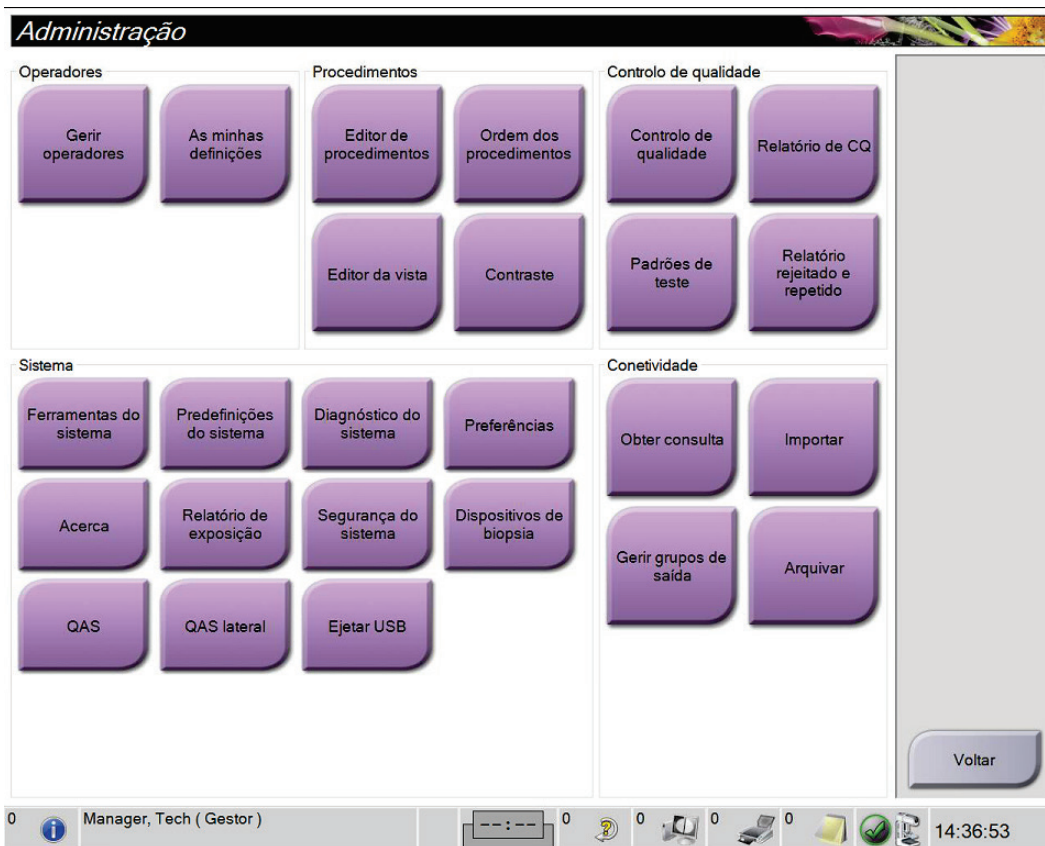 Administração
Operadores
Gerir
operadores
As minhas
definições
Procedimentos
Editor de
procedimentos
Ordem dos
procedimentos
Editor da vista
Contraste
Controlo de qualidade
Controlo de
qualidade
Relatório de CQ
Padrões de
teste
Relatório
rejeitado e
repetido
Sistema
Ferramentas do
sistema
Predefinições
do sistema
Diagnóstico do
sistema
Preferências
Acerca
Relatório de
exposição
Segurança do
sistema
Dispositivos de
biopsia
QAS
QAS lateral
Ejetar USB
Conetividade
Obter consulta
Importar
Gerir grupos de
saída
Arquivar
Voltar
0
Manager, Tech ( Gestor )
--:--
0
0
0
0
14:36:53